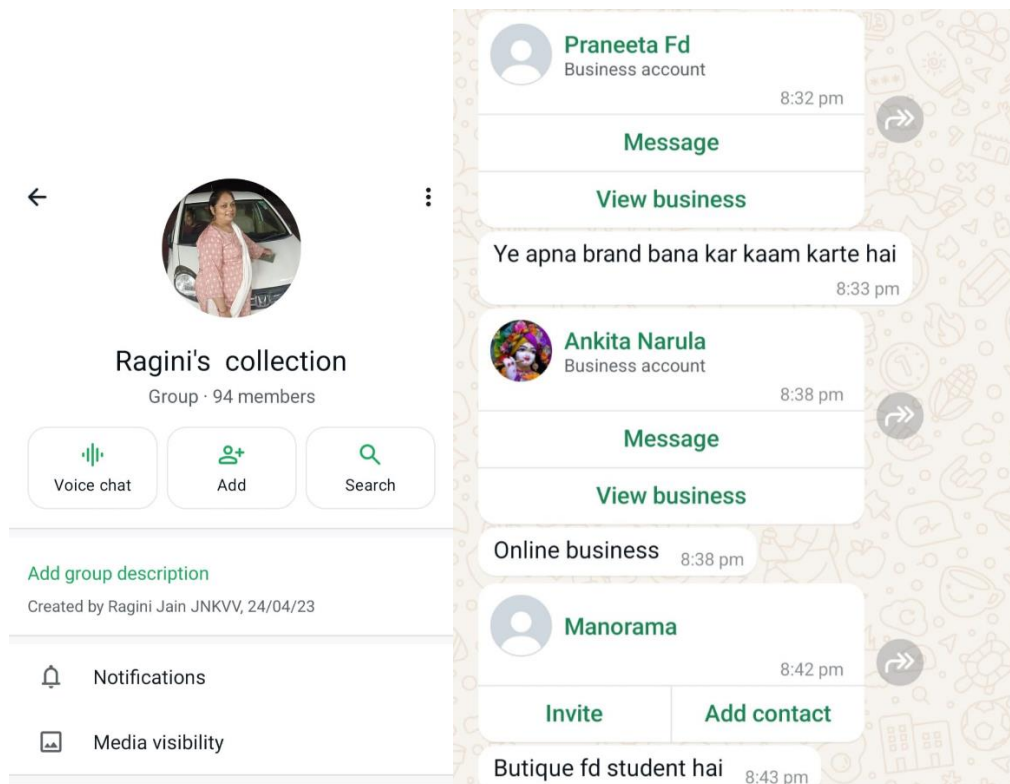 Ragini's collection
Group · 94 members
Voice chat
Add
Search
Add group description
Created by Ragini Jain JNKVV, 24/04/23
Notifications
Media visibility
Praneeta Fd
Business account
8:32 pm
Message
View business
Ye apna brand bana kar kaam karte hai
8:33 pm
Ankita Narula
Business account
8:38 pm
Message
View business
Online business 8:38 pm
Manorama
8:42 pm
Invite Add contact
Butique fd student hai 8:43 pm